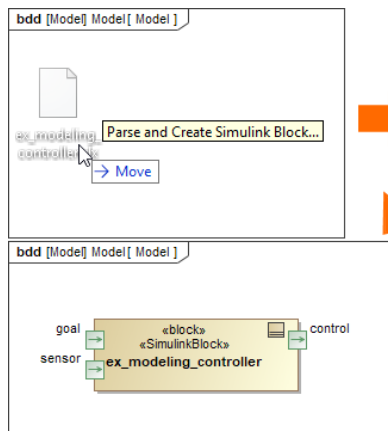 bdd [Model] Model[ Model ]
ex_modeling_
Parse and Create Simulink Block...
→ Move
bdd [Model] Model[ Model ]
goal
«block»
control
«SimulinkBlock»
sensor
ex_modeling_controller